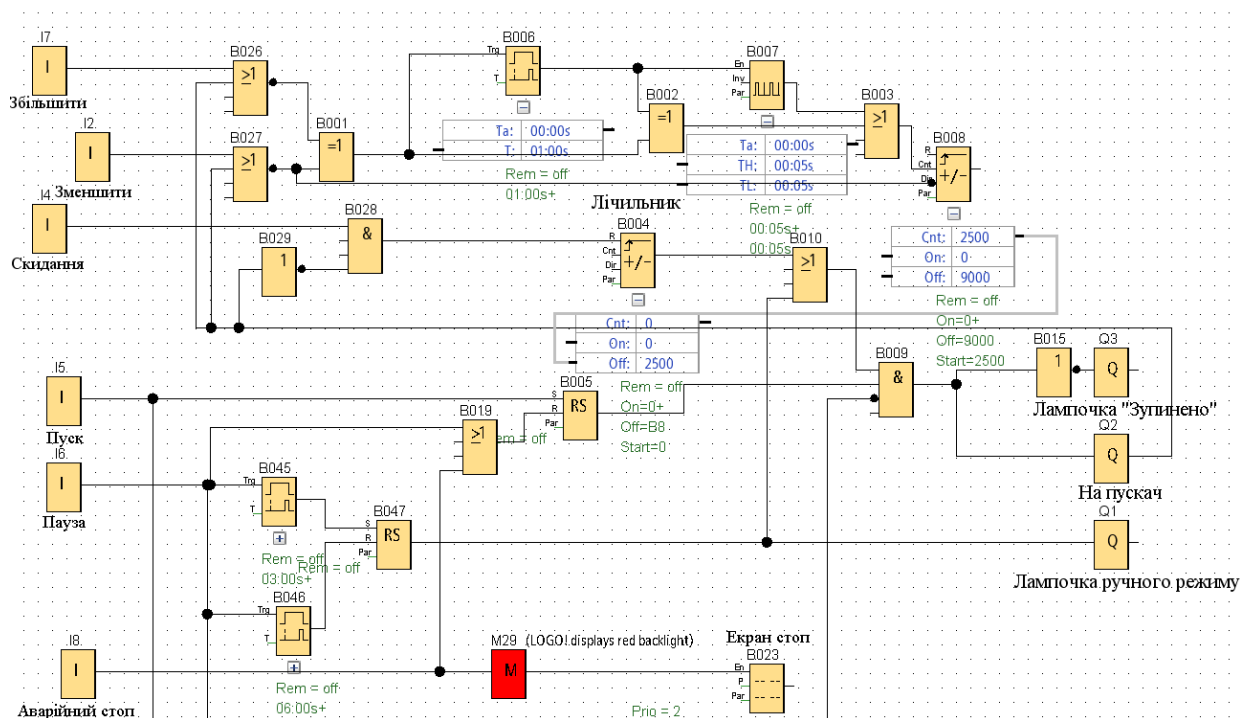 I7.
I
Збільшити
B026
≥1
B006
Trg
T
B007
En
Inv
Par
I2.
I
Зменшити
B027
≥1
B001
=1
B002
=1
B003
≥1
Ta: 00:00s
T: 01:00s
Rem = off
01:00s+
Ta: 00:00s
TH: 00:05s
TL: 00:05s
Rem = off
00:05s+
00:05s
B008
R
Cnt
Dir
Par
+/-
I4.
I
Скидання
B028
&
B029
1
Лічильник
B004
R
Cnt
Dir
Par
+/-
B010
≥1
Cnt: 2500
On: 0
Off: 9000
Rem = off
On=0+
Off=9000
Start=2500
Cnt: 0
On: 0
Off: 2500
Rem = off
On=0+
Off=B8
Start=0
B009
&
B015
1
Q3
Q
Лампочка "Зупинено"
I5.
I
Пуск
B005
S
R
Par
RS
B019
≥1
Rem = off
Q2
Q
На пускач
I6.
I
Пауза
B045
Trg
T
Rem = off
03:00s+
B047
S
R
Par
RS
Rem = off
Q1
Q
Лампочка ручного режиму
B046
Trg
T
Rem = off
06:00s+
I8.
I
Аварійний стоп
M29 (LOGO! displays red backlight)
M
Екран стоп
B023
En
P
Par
Prio = 2